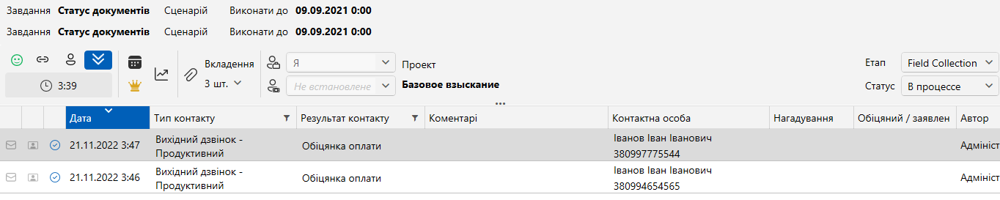 Завдання Статус документів Сценарій Виконати до 09.09.2021 0:00
Завдання Статус документів Сценарій Виконати до 09.09.2021 0:00
Вкладення
Я
Проект
Етап Field Collection
3:39
3 шт.
Не встановлене
Базовое взыскание
Статус В процессе
Дата Тип контакту Результат контакту Коментарі Контактна особа Нагадування Обіцяний / заявлен Автор
21.11.2022 3:47 Вихідний дзвінок - Обіцянка оплати Іванов Іван Іванович Адмініст
Продуктивний 380997775544
21.11.2022 3:46 Вихідний дзвінок - Обіцянка оплати Іванов Іван Іванович Адмініст
Продуктивний 380994654565